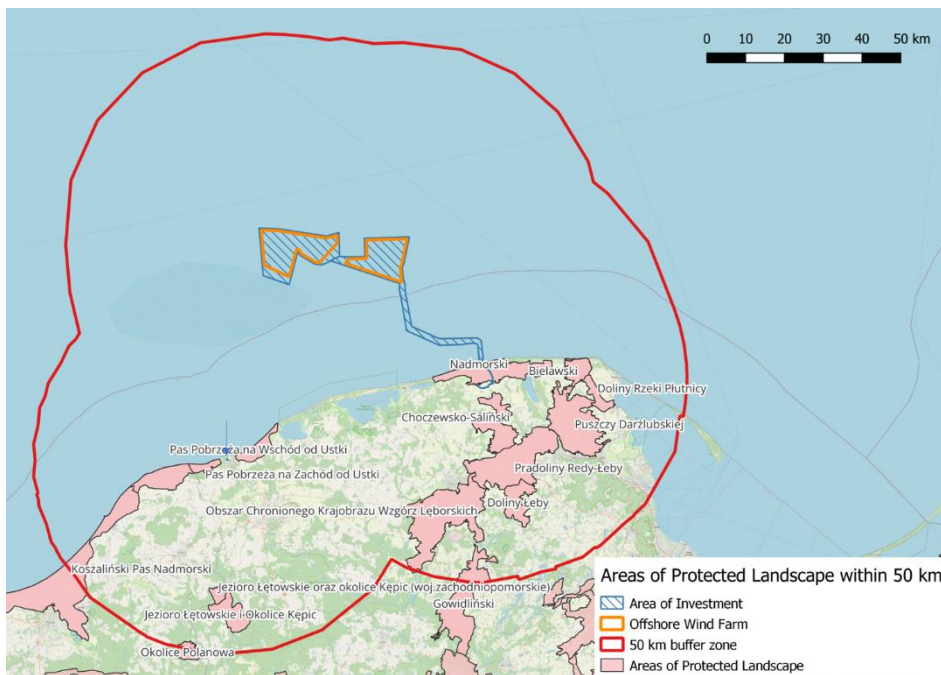 0 10 20 30 40 50 km
Nadmorski
Bielawski
Doliny Rzeki Płutnicy
Choczewsko-Saliński
Puszczy Darżlubskiej
Pas Pobrzeża na Wschód od Ustki
Pas Pobrzeża na Zachód od Ustki
Pradoliny Redy-Łeby
Doliny Łeby
Obszar Chronionego Krajobrazu Wzgórz Lęborskich
Koszaliński Pas Nadmorski
Jezioro Łętowskie oraz okolice Kępic (woj.zachodniopomorskie)
Gowidliński
Jezioro Łętowskie i Okolice Kępic
Okolice Polanowa
Areas of Protected Landscape within 50 km
Area of Investment
Offshore Wind Farm
50 km buffer zone
Areas of Protected Landscape